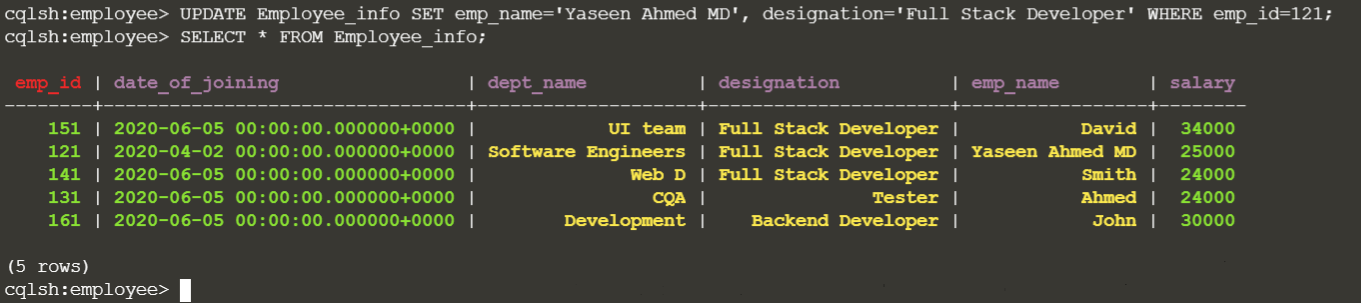 cqlsh:employee> UPDATE Employee_info SET emp_name='Yaseen Ahmed MD', designation='Full Stack Developer' WHERE emp_id=121;
cqlsh:employee> SELECT * FROM Employee_info;
 emp_id | date_of_joining                 | dept_name          | designation          | emp_name        | salary
--------+---------------------------------+--------------------+----------------------+-----------------+--------
    151 | 2020-06-05 00:00:00.000000+0000 |            UI team | Full Stack Developer |           David |  34000
    121 | 2020-04-02 00:00:00.000000+0000 | Software Engineers | Full Stack Developer | Yaseen Ahmed MD |  25000
    141 | 2020-06-05 00:00:00.000000+0000 |              Web D | Full Stack Developer |           Smith |  24000
    131 | 2020-06-05 00:00:00.000000+0000 |                CQA |               Tester |           Ahmed |  24000
    161 | 2020-06-05 00:00:00.000000+0000 |        Development |    Backend Developer |            John |  30000
(5 rows)
cqlsh:employee>